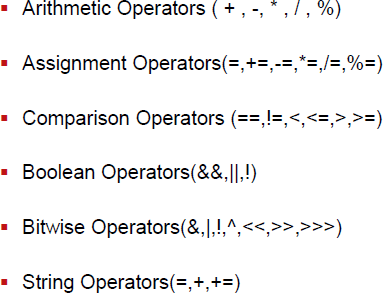 ▪ Arithmetic Operators ( + , -, * , / , %)
▪ Assignment Operators(=,+=,-=,*=,/=,%=)
▪ Comparison Operators (==,!=,<,<=,>,>=)
▪ Boolean Operators(&&,||,!)
▪ Bitwise Operators(&,|,!,^,<<,>>,>>>)
▪ String Operators(=,+,+=)